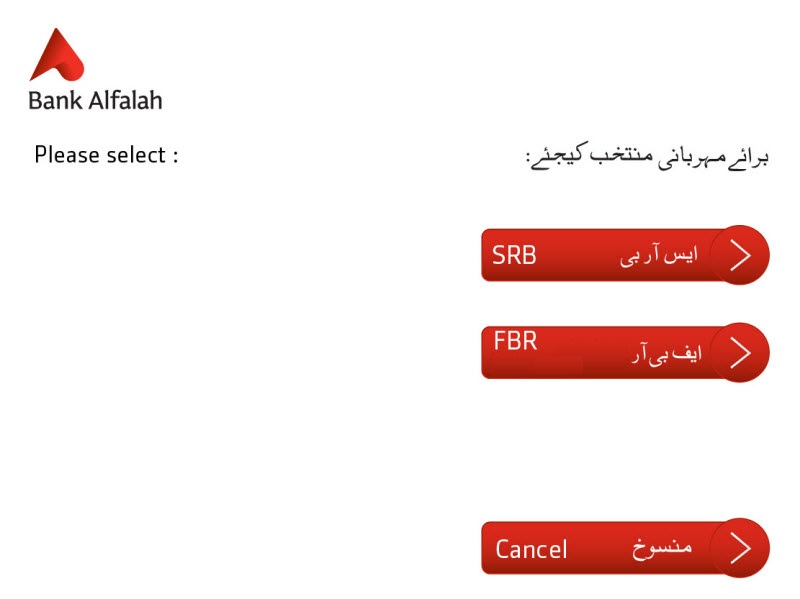 Bank Alfalah
Please select :
برائے مہربانی منتخب کیجئے:
SRB ایس آر بی
FBR ایف بی آر
Cancel منسوخ